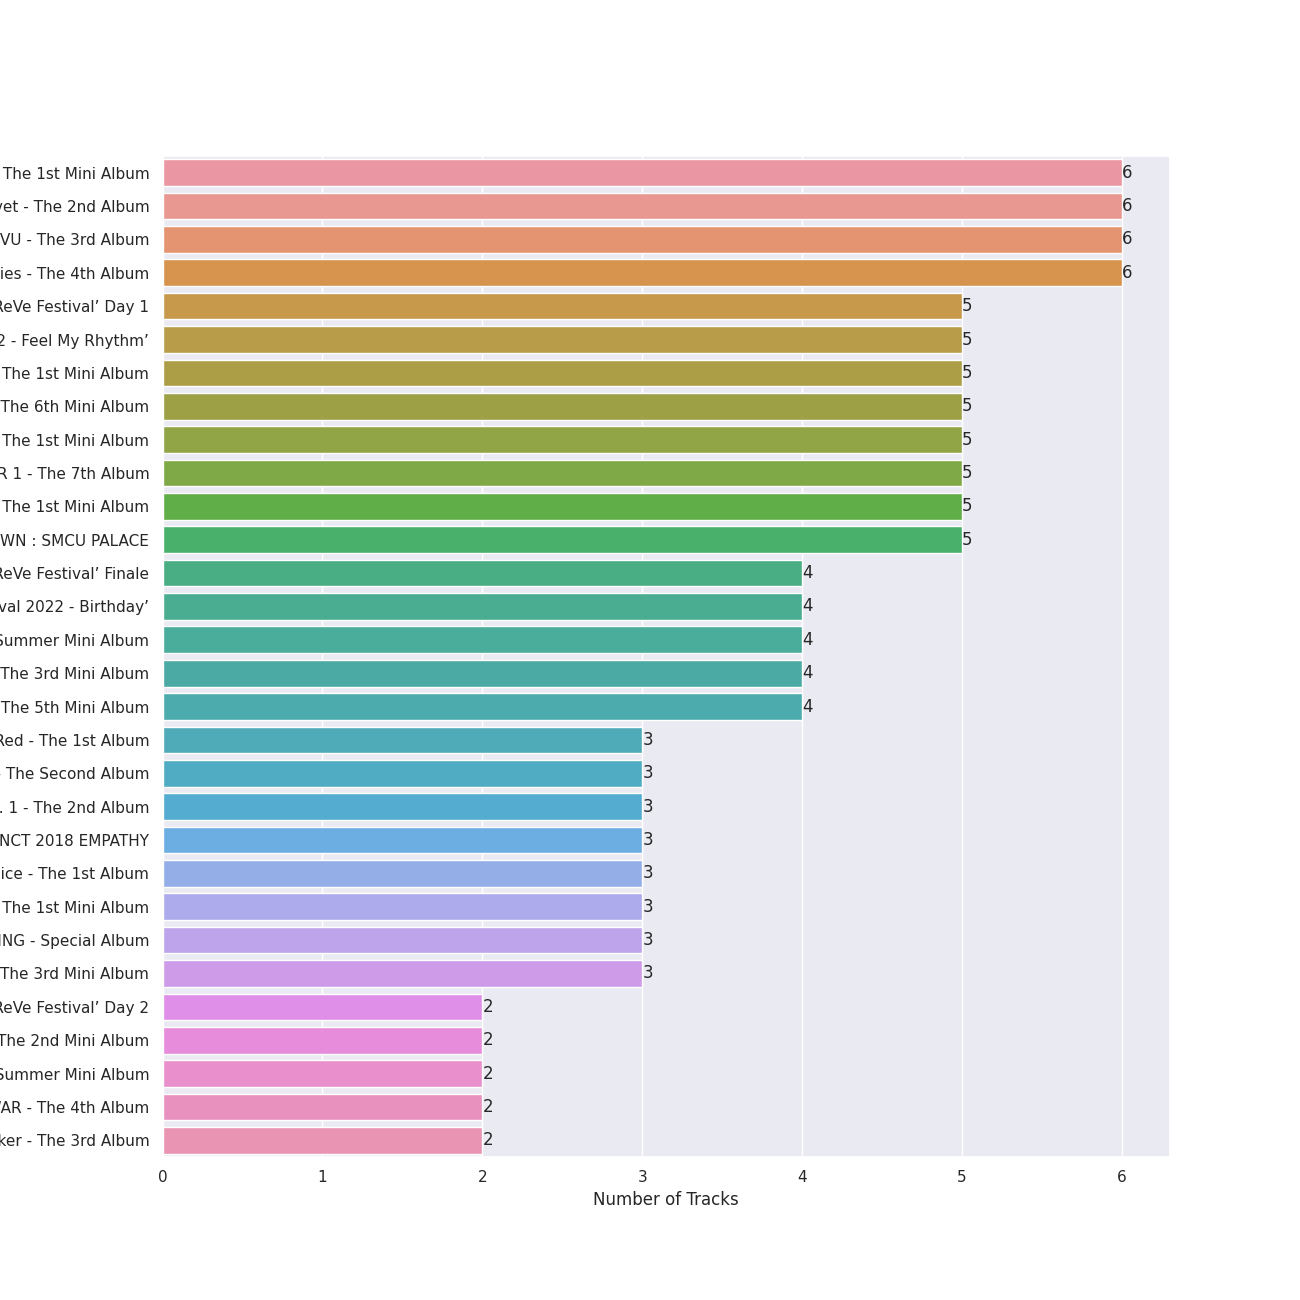 The 1st Mini Album 6
vet - The 2nd Album 6
VU - The 3rd Album 6
ies - The 4th Album 6
ReVe Festival’ Day 1 5
2 - Feel My Rhythm’ 5
The 1st Mini Album 5
The 6th Mini Album 5
The 1st Mini Album 5
R 1 - The 7th Album 5
The 1st Mini Album 5
WN : SMCU PALACE 5
ReVe Festival’ Finale 4
val 2022 - Birthday’ 4
Summer Mini Album 4
The 3rd Mini Album 4
The 5th Mini Album 4
Red - The 1st Album 3
- The Second Album 3
. 1 - The 2nd Album 3
NCT 2018 EMPATHY 3
ice - The 1st Album 3
The 1st Mini Album 3
ING - Special Album 3
The 3rd Mini Album 3
ReVe Festival’ Day 2 2
The 2nd Mini Album 2
Summer Mini Album 2
AR - The 4th Album 2
ker - The 3rd Album 2
0 1 2 3 4 5 6
Number of Tracks